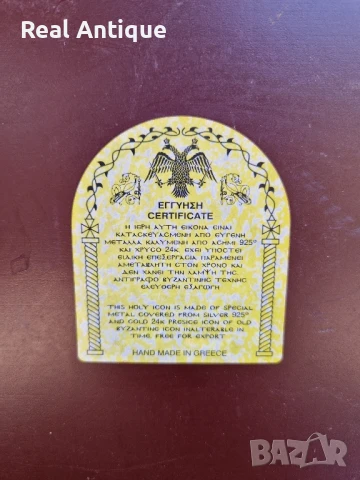 Real Antique
ΕΓΓΥΗΣΗ
CERTIFICATE
Η ΙΕΡΗ ΑΥΤΗ ΕΙΚΟΝΑ ΕΙΝΑΙ
ΚΑΤΑΣΚΕΥΑΣΜΕΝΗ ΑΠΟ ΕΥΓΕΝΗ
ΜΕΤΑΛΛΑ ΚΑΛΥΜΕΝΗ ΑΠΟ ΑΣΗΜΙ 925°
ΚΑΙ ΧΡΥΣΟ 24Κ. ΕΧΕΙ ΥΠΟΣΤΕΙ
ΕΙΔΙΚΗ ΕΠΕΞΕΡΓΑΣΙΑ ΠΑΡΑΜΕΝΕΙ
ΑΜΕΤΑΒΛΗΤΗ ΣΤΟΝ ΧΡΟΝΟ ΚΑΙ
ΔΕΝ ΧΑΝΕΙ ΤΗΝ ΛΑΜΨΗ ΤΗΣ
ΑΝΤΙΓΡΑΦΟ ΒΥΖΑΝΤΙΝΗΣ ΤΕΧΝΗΣ
ΕΛΕΥΘΕΡΗ ΕΞΑΓΩΓΗ
THIS HOLY ICON IS MADE OF SPECIAL
METAL COVERED FROM SILVER 925°
AND GOLD 24K PRESICE ICON OF OLD
BYZANTINE ICON INALTERABLE IN
TIME. FREE FOR EXPORT
HAND MADE IN GREECE
BAZAR
bg